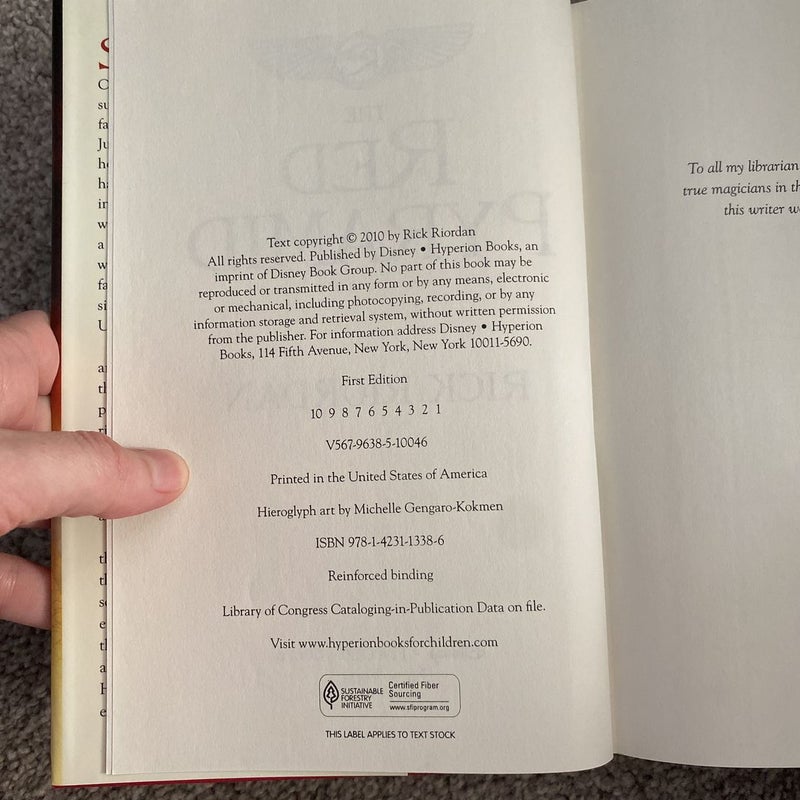 Text copyright © 2010 by Rick Riordan
All rights reserved. Published by Disney • Hyperion Books, an
imprint of Disney Book Group. No part of this book may be
reproduced or transmitted in any form or by any means, electronic
or mechanical, including photocopying, recording, or by any
information storage and retrieval system, without written permission
from the publisher. For information address Disney • Hyperion
Books, 114 Fifth Avenue, New York, New York 10011-5690.
First Edition
10 9 8 7 6 5 4 3 2 1
V567-9638-5-10046
Printed in the United States of America
Hieroglyph art by Michelle Gengaro-Kokmen
ISBN 978-1-4231-1338-6
Reinforced binding
Library of Congress Cataloging-in-Publication Data on file.
Visit www.hyperionbooksforchildren.com
SUSTAINABLE
FORESTRY
INITIATIVE
Certified Fiber
Sourcing
www.sfiprogram.org
THIS LABEL APPLIES TO TEXT STOCK
To all my librarian
true magicians in th
this writer w